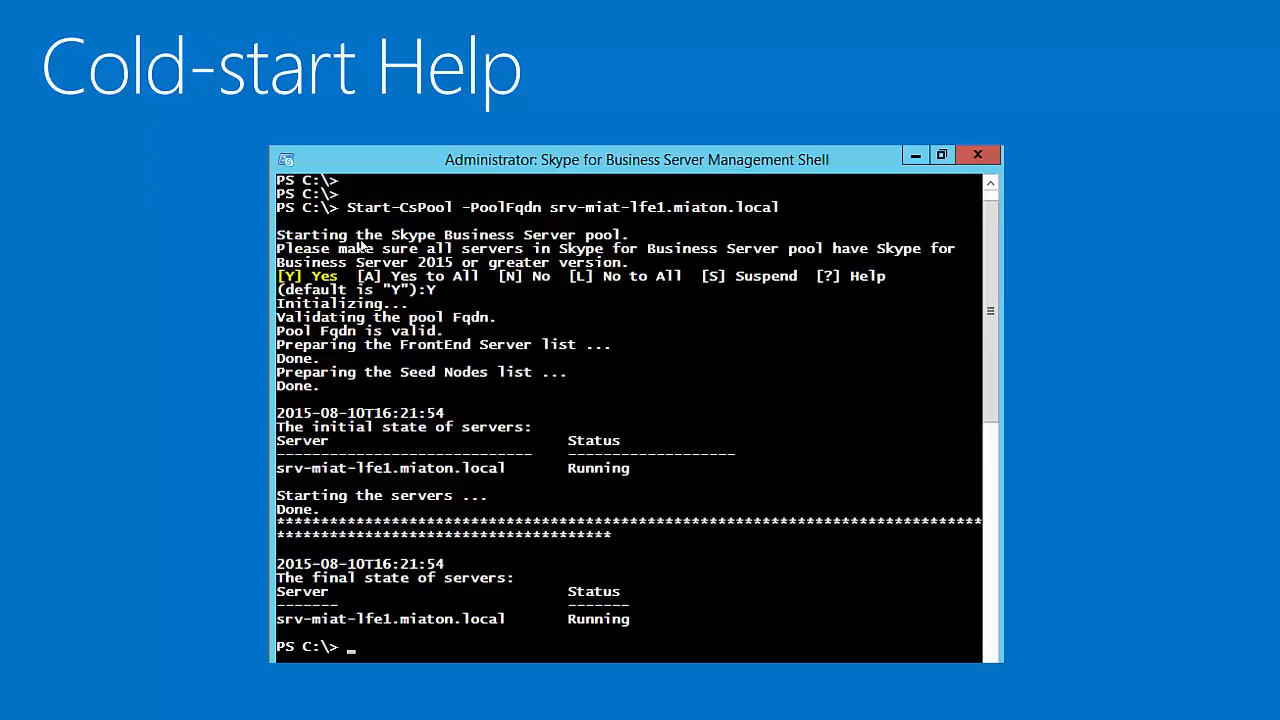 Cold-start Help
Administrator: Skype for Business Server Management Shell
PS C:\>
PS C:\>
PS C:\> Start-CsPool -PoolFqdn srv-miat-lfe1.miaton.local
Starting the Skype Business Server pool.
Please make sure all servers in Skype for Business Server pool have Skype for
Business Server 2015 or greater version.
[Y] Yes  [A] Yes to All  [N] No  [L] No to All  [S] Suspend  [?] Help
(default is "Y"):Y
Initializing...
Validating the pool Fqdn.
Pool Fqdn is valid.
Preparing the FrontEnd Server list ...
Done.
Preparing the Seed Nodes list ...
Done.
2015-08-10T16:21:54
The initial state of servers:
Server Status
---------------------------- -------------------
srv-miat-lfe1.miaton.local Running
Starting the servers ...
Done.
********************************************************************************
**************************************
2015-08-10T16:21:54
The final state of servers:
Server Status
------- -------
srv-miat-lfe1.miaton.local Running
PS C:\> _